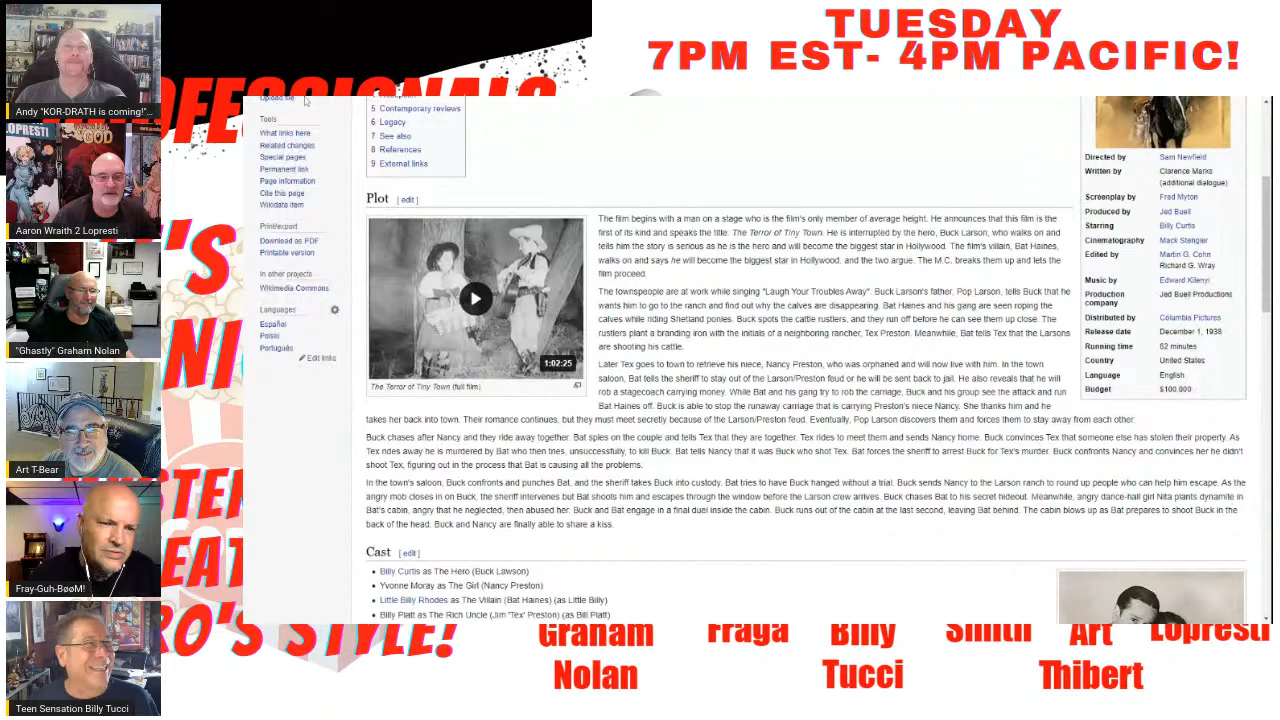 TUESDAY
7PM EST- 4PM PACIFIC!
Andy "KOR-DRATH is coming!"...
LOPRESTI
GOD
Aaron Wraith 2 Lopresti
"Ghastly" Graham Nolan
Art T-Bear
Fray-Guh-BøøM!
Teen Sensation Billy Tucci
Upload file
Tools
What links here
Related changes
Special pages
Permanent link
Page information
Cite this page
Wikidata item
Print/export
Download as PDF
Printable version
In other projects
Wikimedia Commons
Languages
Español
Polski
Português
Edit links
5 Contemporary reviews
6 Legacy
7 See also
8 References
9 External links
Plot [ edit ]
1:02:25
The Terror of Tiny Town (full film)
The film begins with a man on a stage who is the film's only member of average height. He announces that this film is the
first of its kind and speaks the title: The Terror of Tiny Town. He is interrupted by the hero, Buck Larson, who walks on and
tells him the story is serious as he is the hero and will become the biggest star in Hollywood. The film's villain, Bat Haines,
walks on and says he will become the biggest star in Hollywood, and the two argue. The M.C. breaks them up and lets the
film proceed.
The townspeople are at work while singing "Laugh Your Troubles Away". Buck Larson's father, Pop Larson, tells Buck that he
wants him to go to the ranch and find out why the calves are disappearing. Bat Haines and his gang are seen roping the
calves while riding Shetland ponies. Buck spots the cattle rustlers, and they run off before he can see them up close. The
rustlers plant a branding iron with the initials of a neighboring rancher, Tex Preston. Meanwhile, Bat tells Tex that the Larsons
are shooting his cattle.
Later Tex goes to town to retrieve his niece, Nancy Preston, who was orphaned and will now live with him. In the town
saloon, Bat tells the sheriff to stay out of the Larson/Preston feud or he will be sent back to jail. He also reveals that he will
rob a stagecoach carrying money. While Bat and his gang try to rob the carriage, Buck and his group see the attack and run
Bat Haines off. Buck is able to stop the runaway carriage that is carrying Preston's niece Nancy. She thanks him and he
takes her back into town. Their romance continues, but they must meet secretly because of the Larson/Preston feud. Eventually, Pop Larson discovers them and forces them to stay away from each other.
Buck chases after Nancy and they ride away together. Bat spies on the couple and tells Tex that they are together. Tex rides to meet them and sends Nancy home. Buck convinces Tex that someone else has stolen their property. As
Tex rides away he is murdered by Bat who then tries, unsuccessfully, to kill Buck. Bat tells Nancy that it was Buck who shot Tex. Bat forces the sheriff to arrest Buck for Tex's murder. Buck confronts Nancy and convinces her he didn't
shoot Tex, figuring out in the process that Bat is causing all the problems.
In the town's saloon, Buck confronts and punches Bat, and the sheriff takes Buck into custody. Bat tries to have Buck hanged without a trial. Buck sends Nancy to the Larson ranch to round up people who can help him escape. As the
angry mob closes in on Buck, the sheriff intervenes but Bat shoots him and escapes through the window before the Larson crew arrives. Buck chases Bat to his secret hideout. Meanwhile, angry dance-hall girl Nita plants dynamite in
Bat's cabin, angry that he neglected, then abused her. Buck and Bat engage in a final duel inside the cabin. Buck runs out of the cabin at the last second, leaving Bat behind. The cabin blows up as Bat prepares to shoot Buck in the
back of the head. Buck and Nancy are finally able to share a kiss.
Cast [ edit ]
Billy Curtis as The Hero (Buck Lawson)
Yvonne Moray as The Girl (Nancy Preston)
Little Billy Rhodes as The Villain (Bat Haines) (as Little Billy)
Billy Platt as The Rich Uncle (Jim 'Tex' Preston) (as Bill Platt)
Directed by Sam Newfield
Written by Clarence Marks
(additional dialogue)
Screenplay by Fred Myton
Produced by Jed Buell
Starring Billy Curtis
Cinematography Mack Stengler
Edited by Martin G. Cohn
Richard G. Wray
Music by Edward Kilenyi
Production company Jed Buell Productions
Distributed by Columbia Pictures
Release date December 1, 1938
Running time 62 minutes
Country United States
Language English
Budget $100,000
STYLE!
Graham
Nolan
Fraga
Billy
Tucci
Smith
Art
Thibert
Lopresti